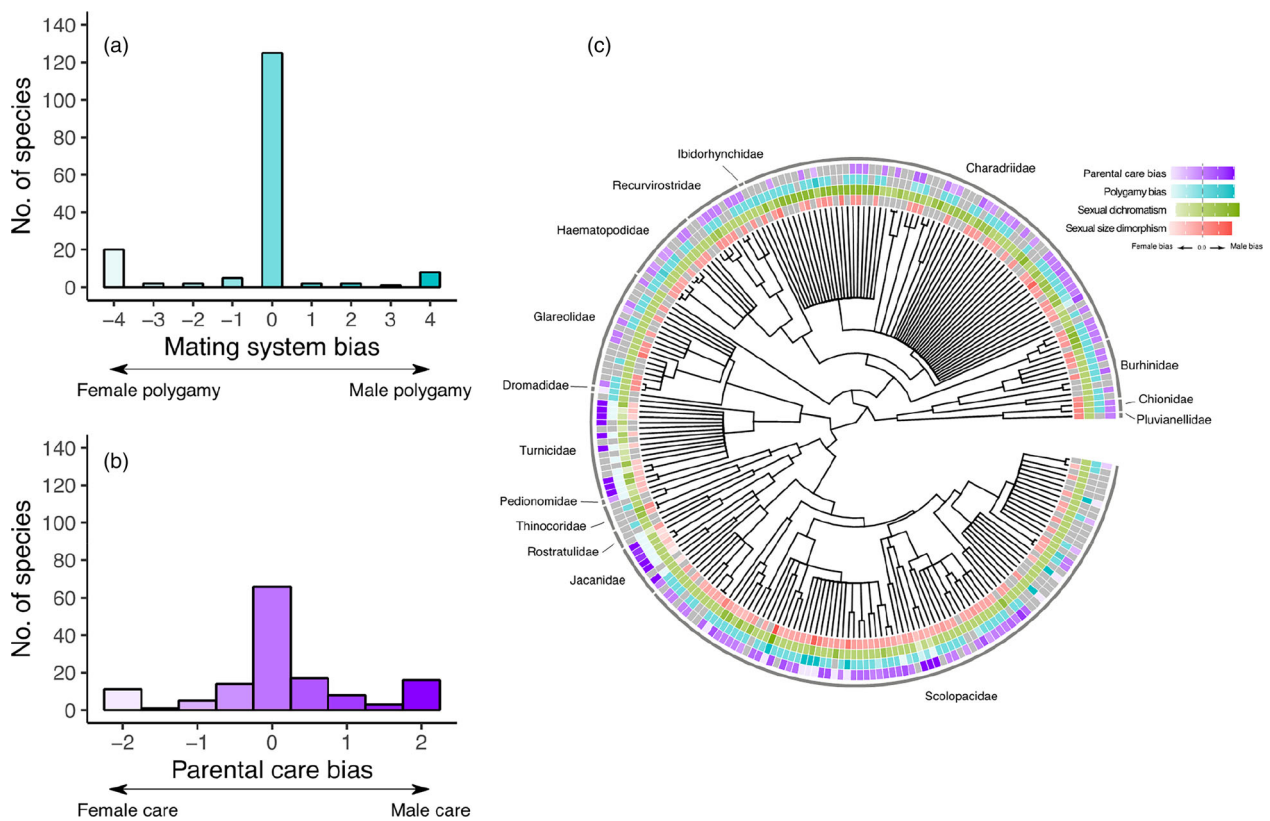 (a)
No. of species
140
120
100
80
60
40
20
0
−4 −3 −2 −1 0 1 2 3 4
Mating system bias
Female polygamy Male polygamy
(b)
No. of species
140
120
100
80
60
40
20
0
−2 −1 0 1 2
Parental care bias
Female care Male care
(c)
Ibidorhynchidae
Recurvirostridae
Haematopodidae
Glareolidae
Dromadidae
Turnicidae
Pedionomidae
Thinocoridae
Rostratulidae
Jacanidae
Scolopacidae
Charadriidae
Burhinidae
Chionidae
Pluvianellidae
Parental care bias
Polygamy bias
Sexual dichromatism
Sexual size dimorphism
Female bias Male bias